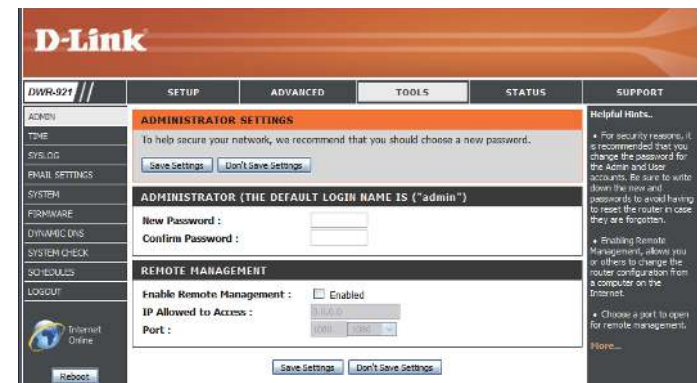 D-Link
DWR-921
SETUP
ADVANCED
TOOLS
STATUS
SUPPORT
ADMIN
TIME
SYSLOG
EMAIL SETTINGS
SYSTEM
FIRMWARE
DYNAMIC DNS
SYSTEM CHECK
SCHEDULES
LOGOUT
Internet
Online
Reboot
ADMINISTRATOR SETTINGS
To help secure your network, we recommend that you should choose a new password.
Save Settings Don't Save Settings
ADMINISTRATOR (THE DEFAULT LOGIN NAME IS ("admin")
New Password :
Confirm Password :
REMOTE MANAGEMENT
Enable Remote Management : Enabled
IP Allowed to Access : 0.0.0.0
Port : 1080 1080
Save Settings Don't Save Settings
Helpful Hints..
• For security reasons, it
is recommended that you
change the password for
the Admin and User
accounts. Be sure to write
down the new and
passwords to avoid having
to reset the router in case
they are forgotten.
• Enabling Remote
Management, allows you
or others to change the
router configuration from
a computer on the
Internet.
• Choose a port to open
for remote management.
More...